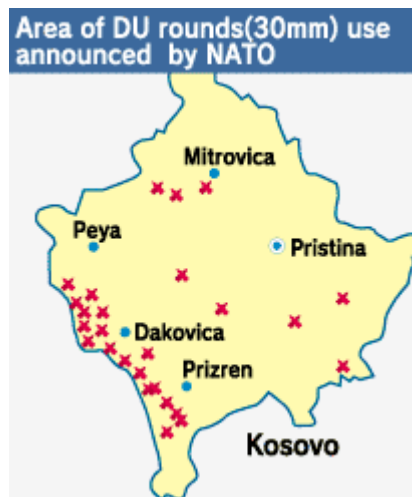 Area of DU rounds(30mm) use
announced by NATO
Mitrovica
Peya
Pristina
Dakovica
Prizren
Kosovo